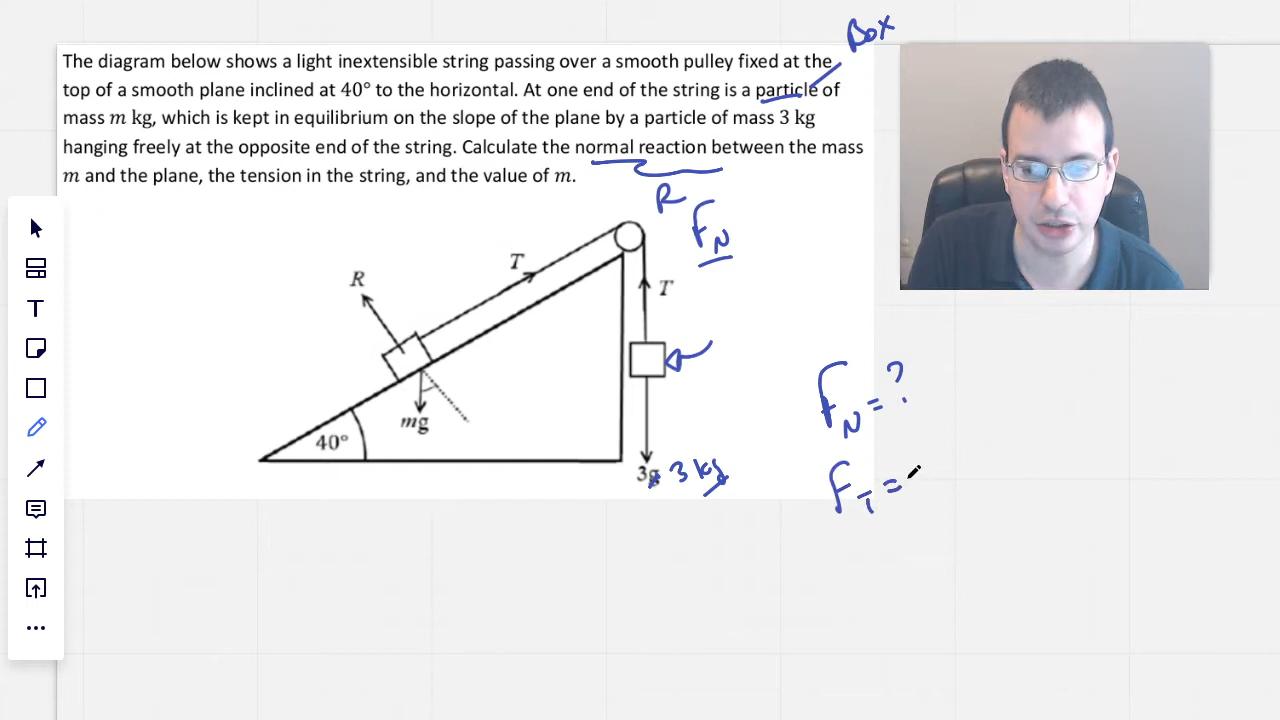 Box
The diagram below shows a light inextensible string passing over a smooth pulley fixed at the
top of a smooth plane inclined at 40° to the horizontal. At one end of the string is a particle of
mass m kg, which is kept in equilibrium on the slope of the plane by a particle of mass 3 kg
hanging freely at the opposite end of the string. Calculate the normal reaction between the mass
m and the plane, the tension in the string, and the value of m.
R
F_N
T
R
T
T
F_N = ?
mg
40°
3g 3 kg
F_T =